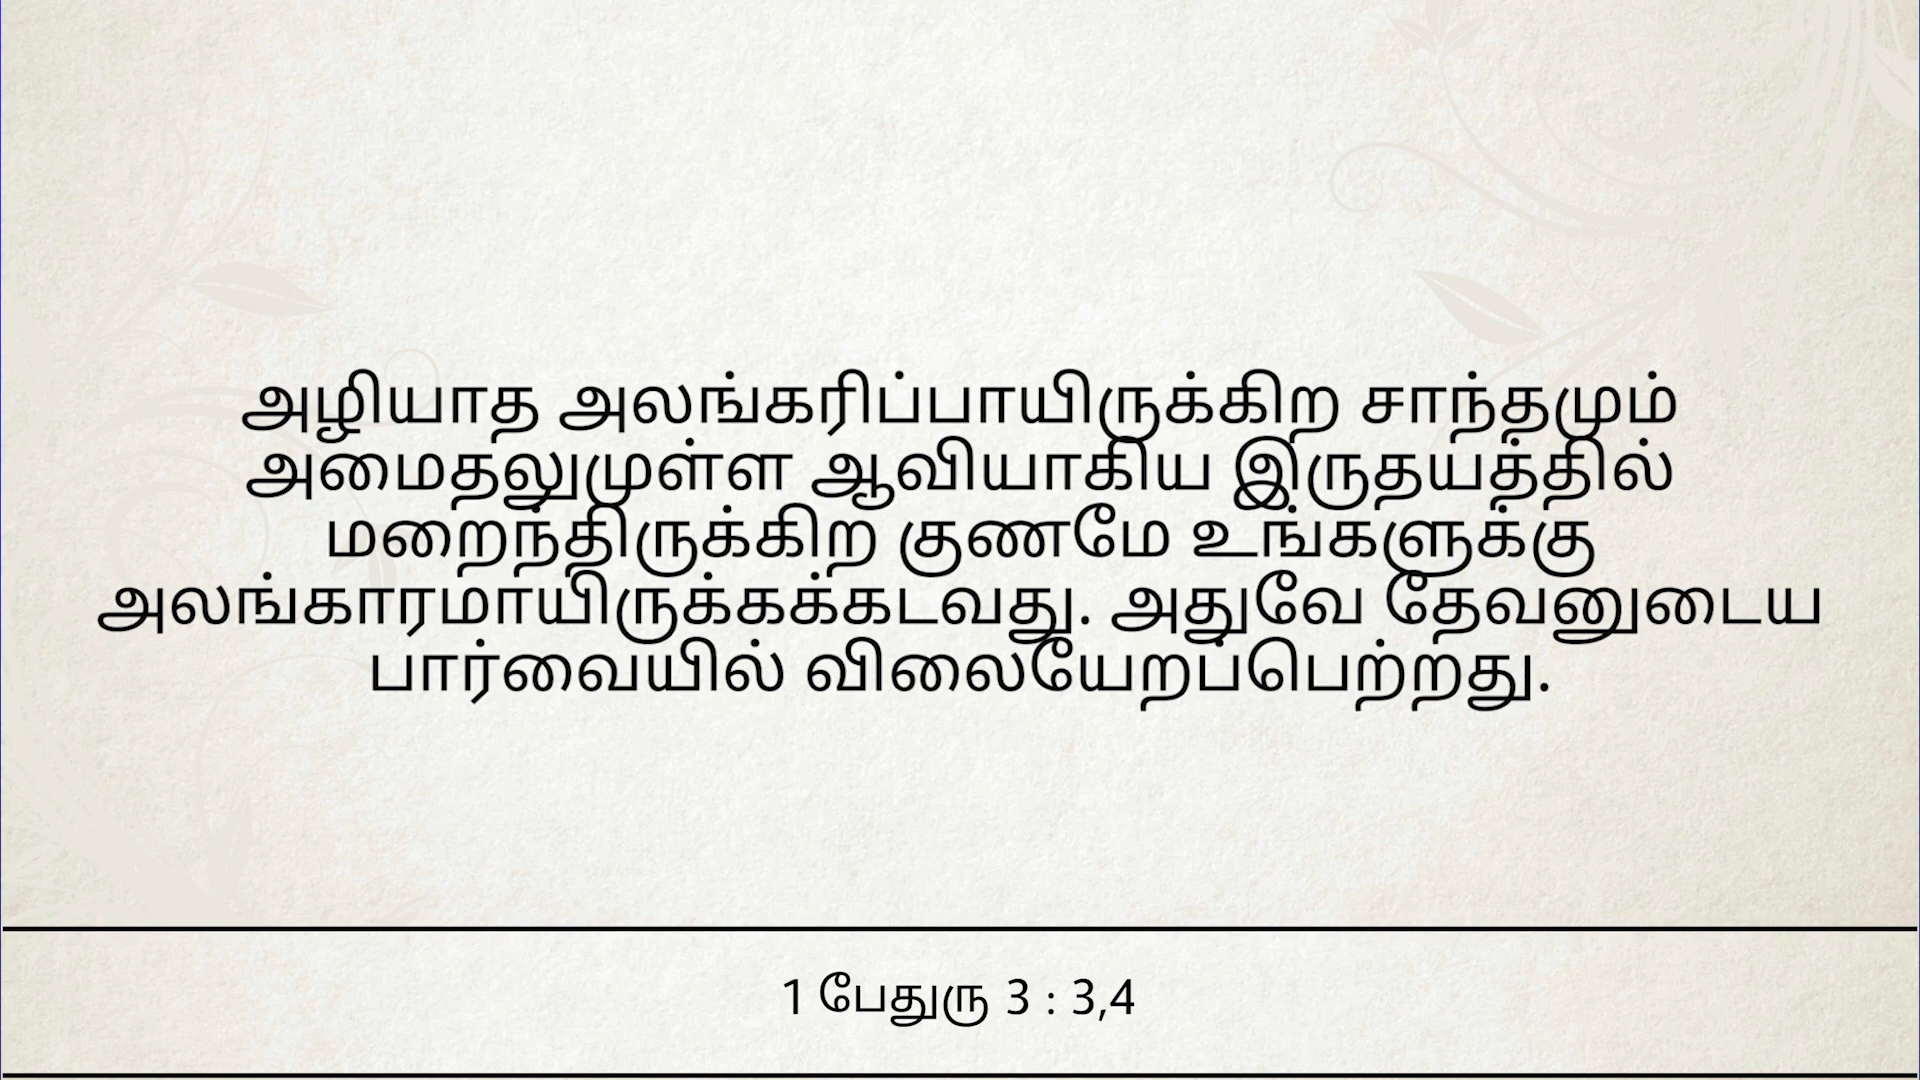 அழியாத அலங்கரிப்பாயிருக்கிற சாந்தமும்
அமைதலுமுள்ள ஆவியாகிய இருதயத்தில்
மறைந்திருக்கிற குணமே உங்களுக்கு
அலங்காரமாயிருக்கக்கடவது. அதுவே தேவனுடைய
பார்வையில் விலையேறப்பெற்றது.
1 பேதுரு 3 : 3,4